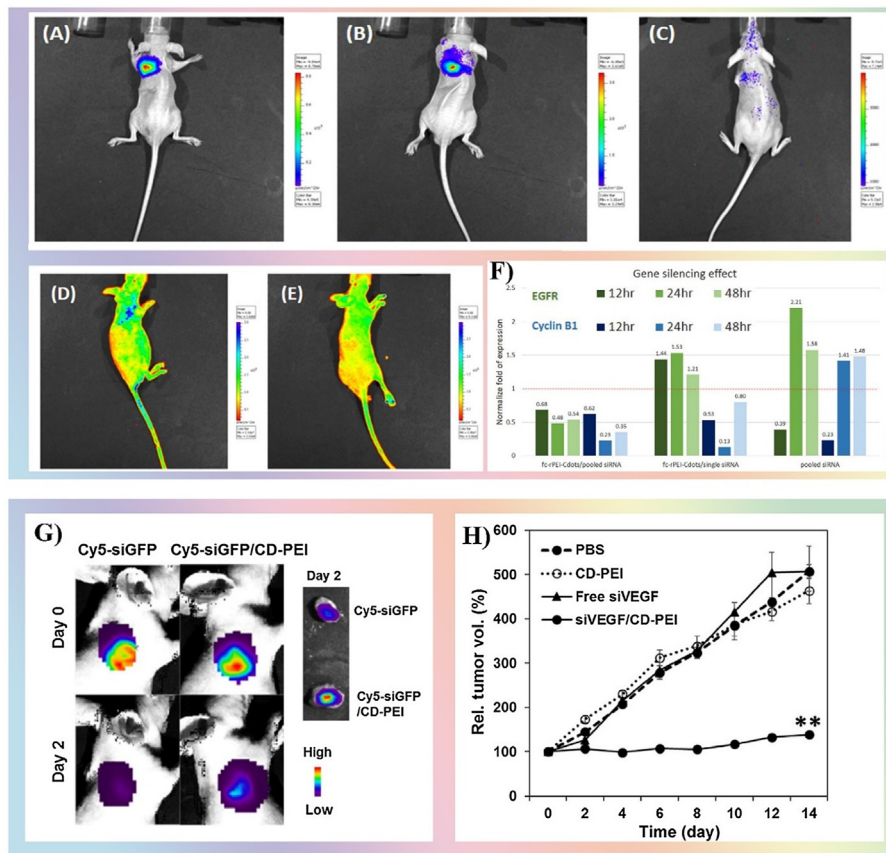 (A)
(B)
(C)
(D)
(E)
F)
Gene silencing effect
EGFR 12hr 24hr 48hr
Cyclin B1 12hr 24hr 48hr
Normalize fold of expression
2.5
2
1.5
1
0.5
0
0.68 0.48 0.54 0.62 0.23 0.35
1.44 1.53 1.21 0.53 0.13 0.80
0.39 2.21 1.58 0.23 1.41 1.48
fc-rPEI-Cdots/pooled siRNA fc-rPEI-Cdots/single siRNA pooled siRNA
G)
Cy5-siGFP Cy5-siGFP/CD-PEI
Day 0
Day 2
Day 2
Cy5-siGFP
Cy5-siGFP
/CD-PEI
High
Low
H)
PBS
CD-PEI
Free siVEGF
siVEGF/CD-PEI
Rel. tumor vol. (%)
600
500
400
300
200
100
0
**
0 2 4 6 8 10 12 14
Time (day)